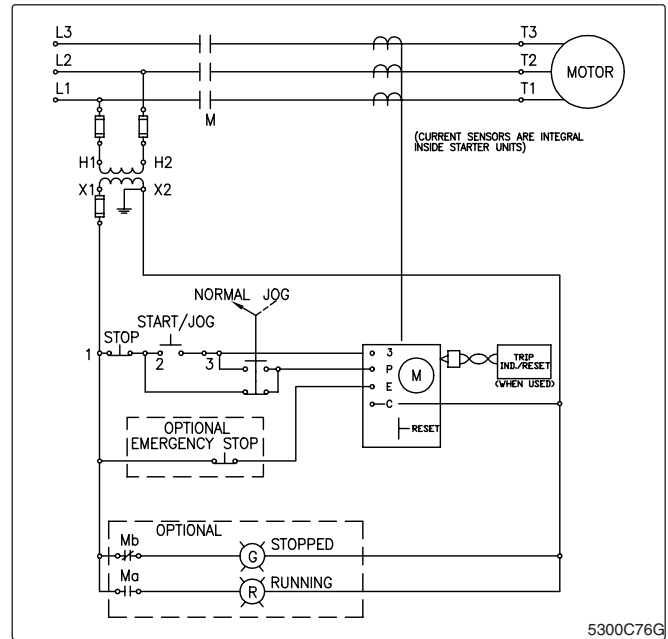 L3
T3
L2
T2
MOTOR
L1
T1
M
(CURRENT SENSORS ARE INTEGRAL
INSIDE STARTER UNITS)
H1
H2
X1
X2
NORMAL JOG
START/JOG
STOP
1
2
3
3
P
E
C
M
RESET
TRIP
IND./RESET
(WHEN USED)
OPTIONAL
EMERGENCY STOP
OPTIONAL
Mb
G
STOPPED
Ma
R
RUNNING
5300C76G